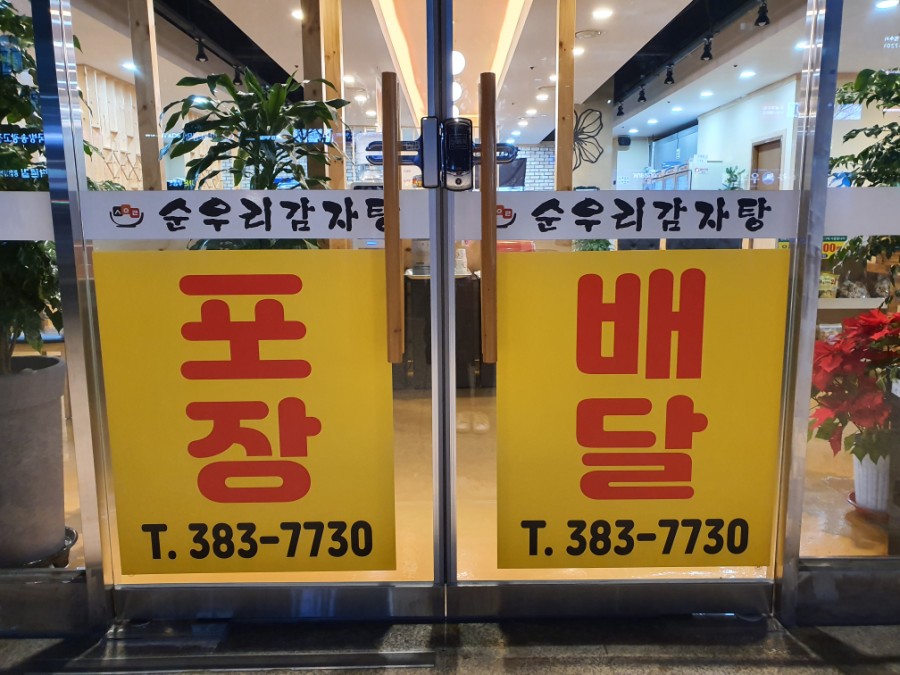 순우리감자탕
포
장
T. 383-7730
순우리감자탕
배
달
T. 383-7730